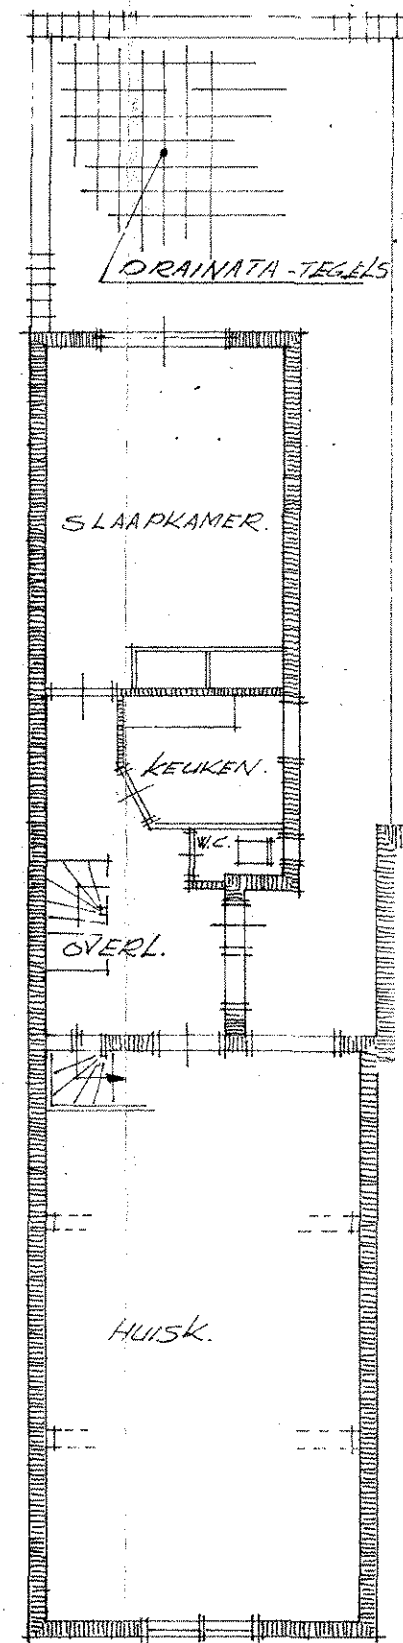 DRAINATA-TEGELS
SLAAPKAMER.
KEUKEN.
W.C.
OVERL.
HUISK.